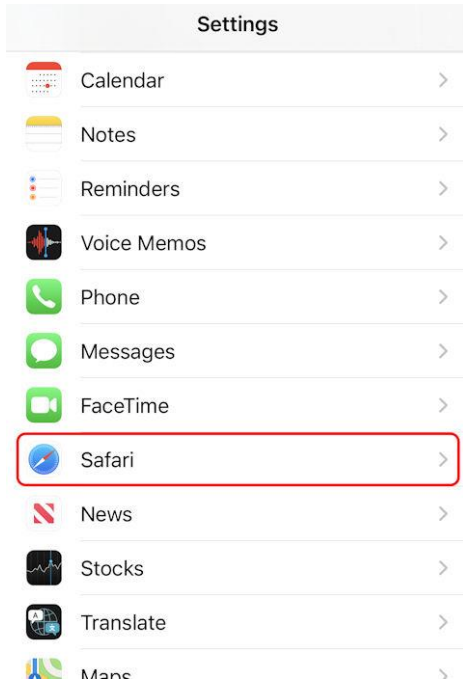 Settings
Calendar
Notes
Reminders
Voice Memos
Phone
Messages
FaceTime
Safari
News
Stocks
Translate
Maps